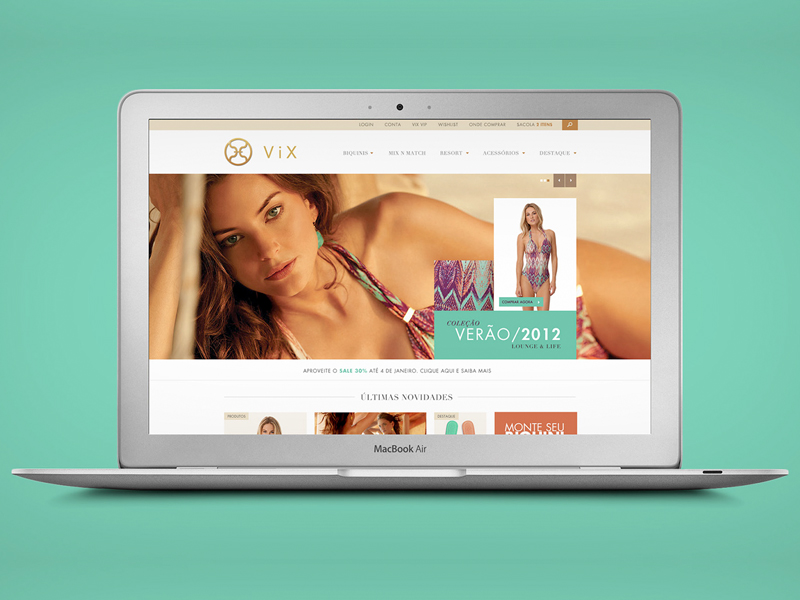 LOGIN CONTA VIX VIP WISHLIST ONDE COMPRAR SACOLA 2 ITENS
ViX
BIQUINIS MIX N MATCH RESORT ACESSÓRIOS DESTAQUE
COMPRAR AGORA
COLEÇÃO
VERÃO/2012
LOUNGE & LIFE
APROVEITE O SALE 30% ATÉ 4 DE JANEIRO. CLIQUE AQUI E SAIBA MAIS
ÚLTIMAS NOVIDADES
PRODUTOS
DESTAQUE
MONTE SEU
BIQUINI
MacBook Air